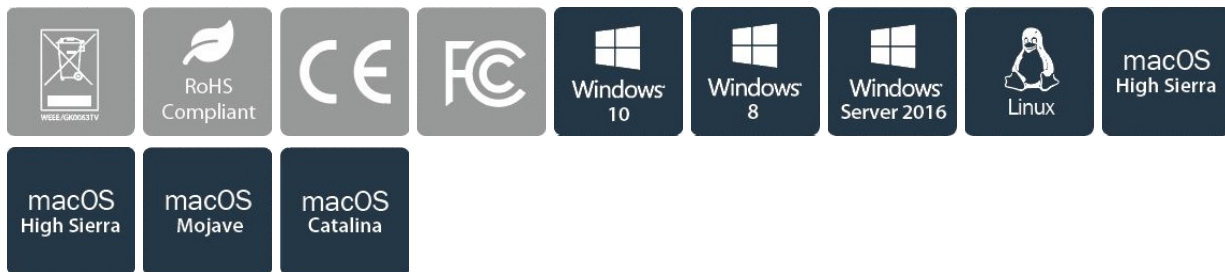 WEEE/GK0083TV
RoHS
Compliant
CE
FC
Windows
10
Windows
8
Windows
Server 2016
Linux
macOS
High Sierra
macOS
High Sierra
macOS
Mojave
macOS
Catalina